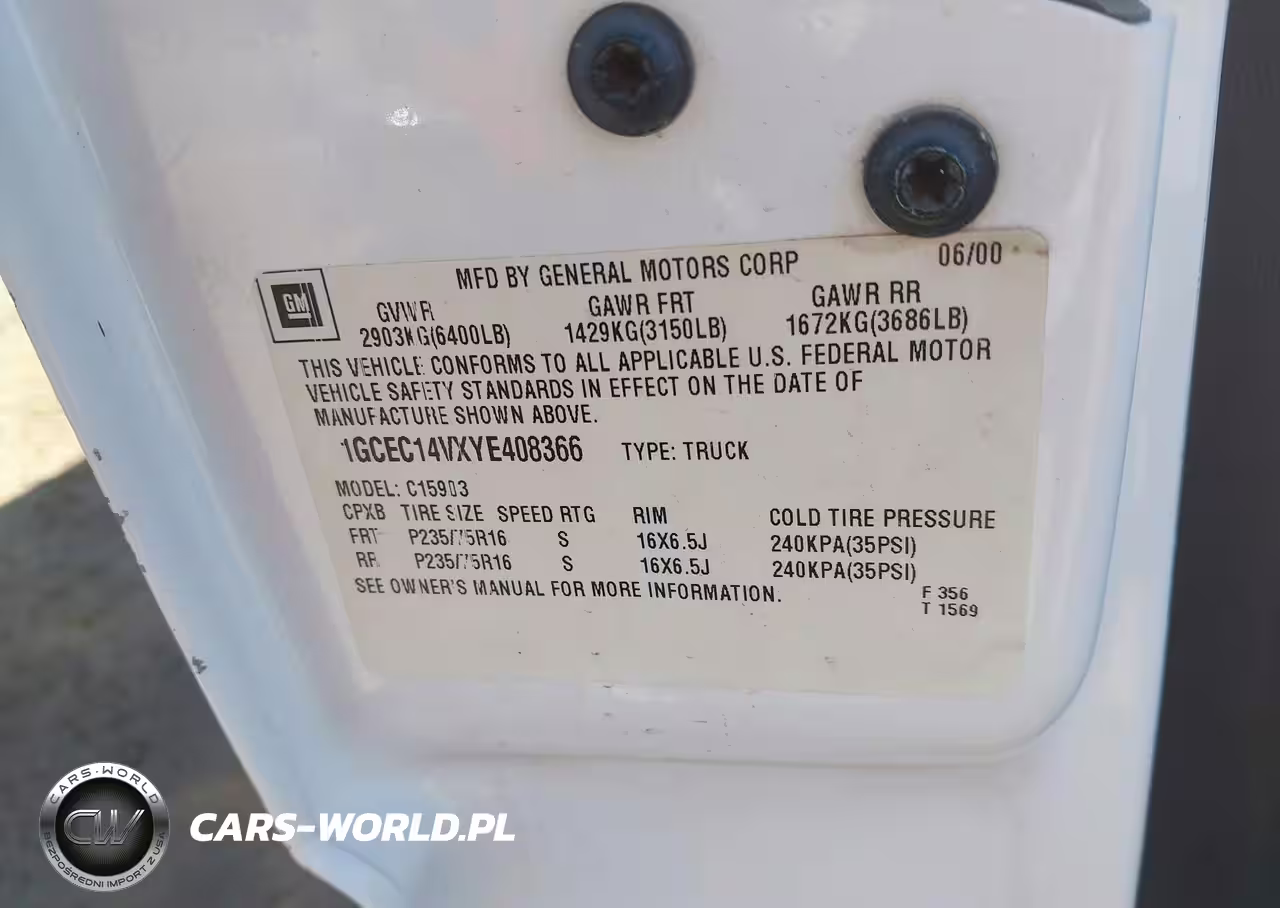 MFD BY GENERAL MOTORS CORP 06/00
GM
GVWR GAWR FRT GAWR RR
2903KG(6400LB) 1429KG(3150LB) 1672KG(3686LB)
THIS VEHICLE CONFORMS TO ALL APPLICABLE U.S. FEDERAL MOTOR
VEHICLE SAFETY STANDARDS IN EFFECT ON THE DATE OF
MANUFACTURE SHOWN ABOVE.
1GCEC14VXYE408366 TYPE: TRUCK
MODEL: C15903
CPXB TIRE SIZE SPEED RTG RIM COLD TIRE PRESSURE
FRT P235/75R16 S 16X6.5J 240KPA(35PSI)
RR P235/75R16 S 16X6.5J 240KPA(35PSI)
SEE OWNER'S MANUAL FOR MORE INFORMATION.
F 356
T 1569
CARS-WORLD
CW
BEZPOŚREDNI IMPORT Z USA
CARS-WORLD.PL